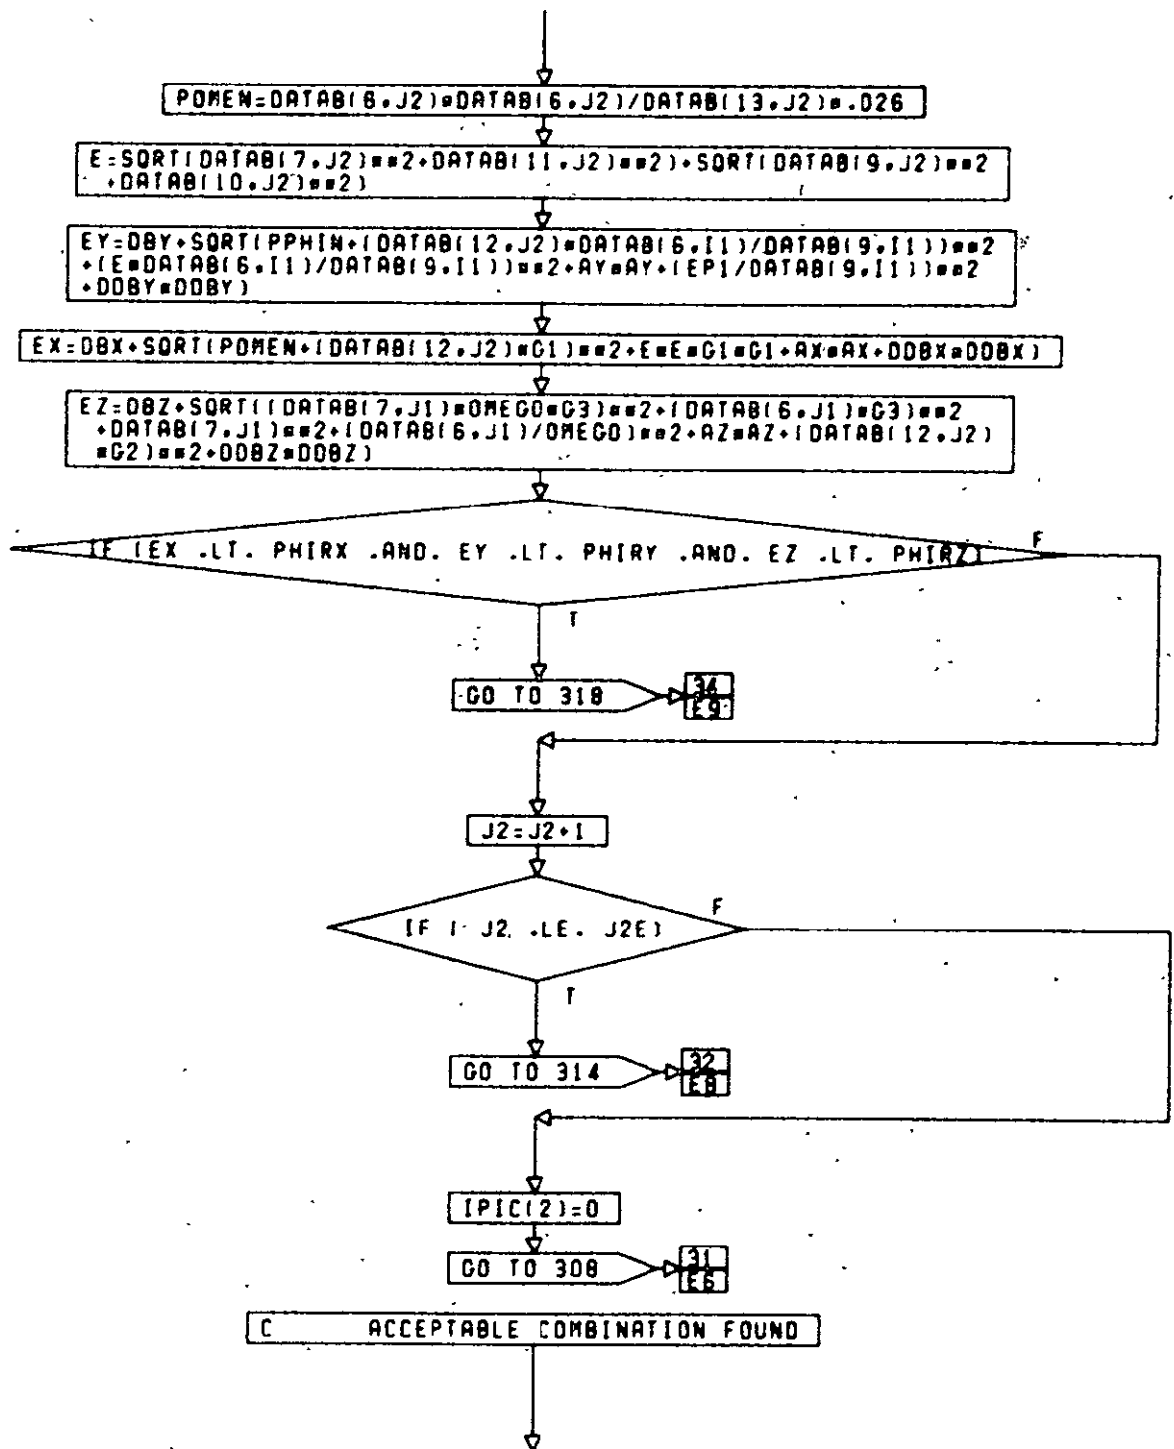 POMEN=DATAB(6,J2)*DATAB(6,J2)/DATAB(13,J2)*.026
E=SQRT(DATAB(7,J2)**2+DATAB(11,J2)**2)+SQRT(DATAB(9,J2)**2
+DATAB(10,J2)**2)
EY=DBY+SQRT(PPHIN+(DATAB(12,J2)*DATAB(6,I1)/DATAB(9,I1))**2
+(E*DATAB(6,I1)/DATAB(9,I1))**2+AY*AY+(EP1/DATAB(9,I1))**2
+DDBY*DDBY)
EX=DBX+SQRT(POMEN+(DATAB(12,J2)*G1)**2+E*E*G1*G1+AX*AX+DDBX*DDBX)
EZ=DBZ+SQRT((DATAB(7,J1)*OMEGO*G3)**2+(DATAB(6,J1)*G3)**2
+DATAB(7,J1)**2+(DATAB(6,J1)/OMEGO)**2+AZ*AZ+(DATAB(12,J2)
*G2)**2+DDBZ*DDBZ)
IF (EX .LT. PHIRX .AND. EY .LT. PHIRY .AND. EZ .LT. PHIRZ)
F
T
GO TO 318
34
E9
J2=J2+1
F
IF ( J2 .LE. J2E)
T
GO TO 314
32
E8
IPIC(2)=0
GO TO 308
31
E6
C ACCEPTABLE COMBINATION FOUND